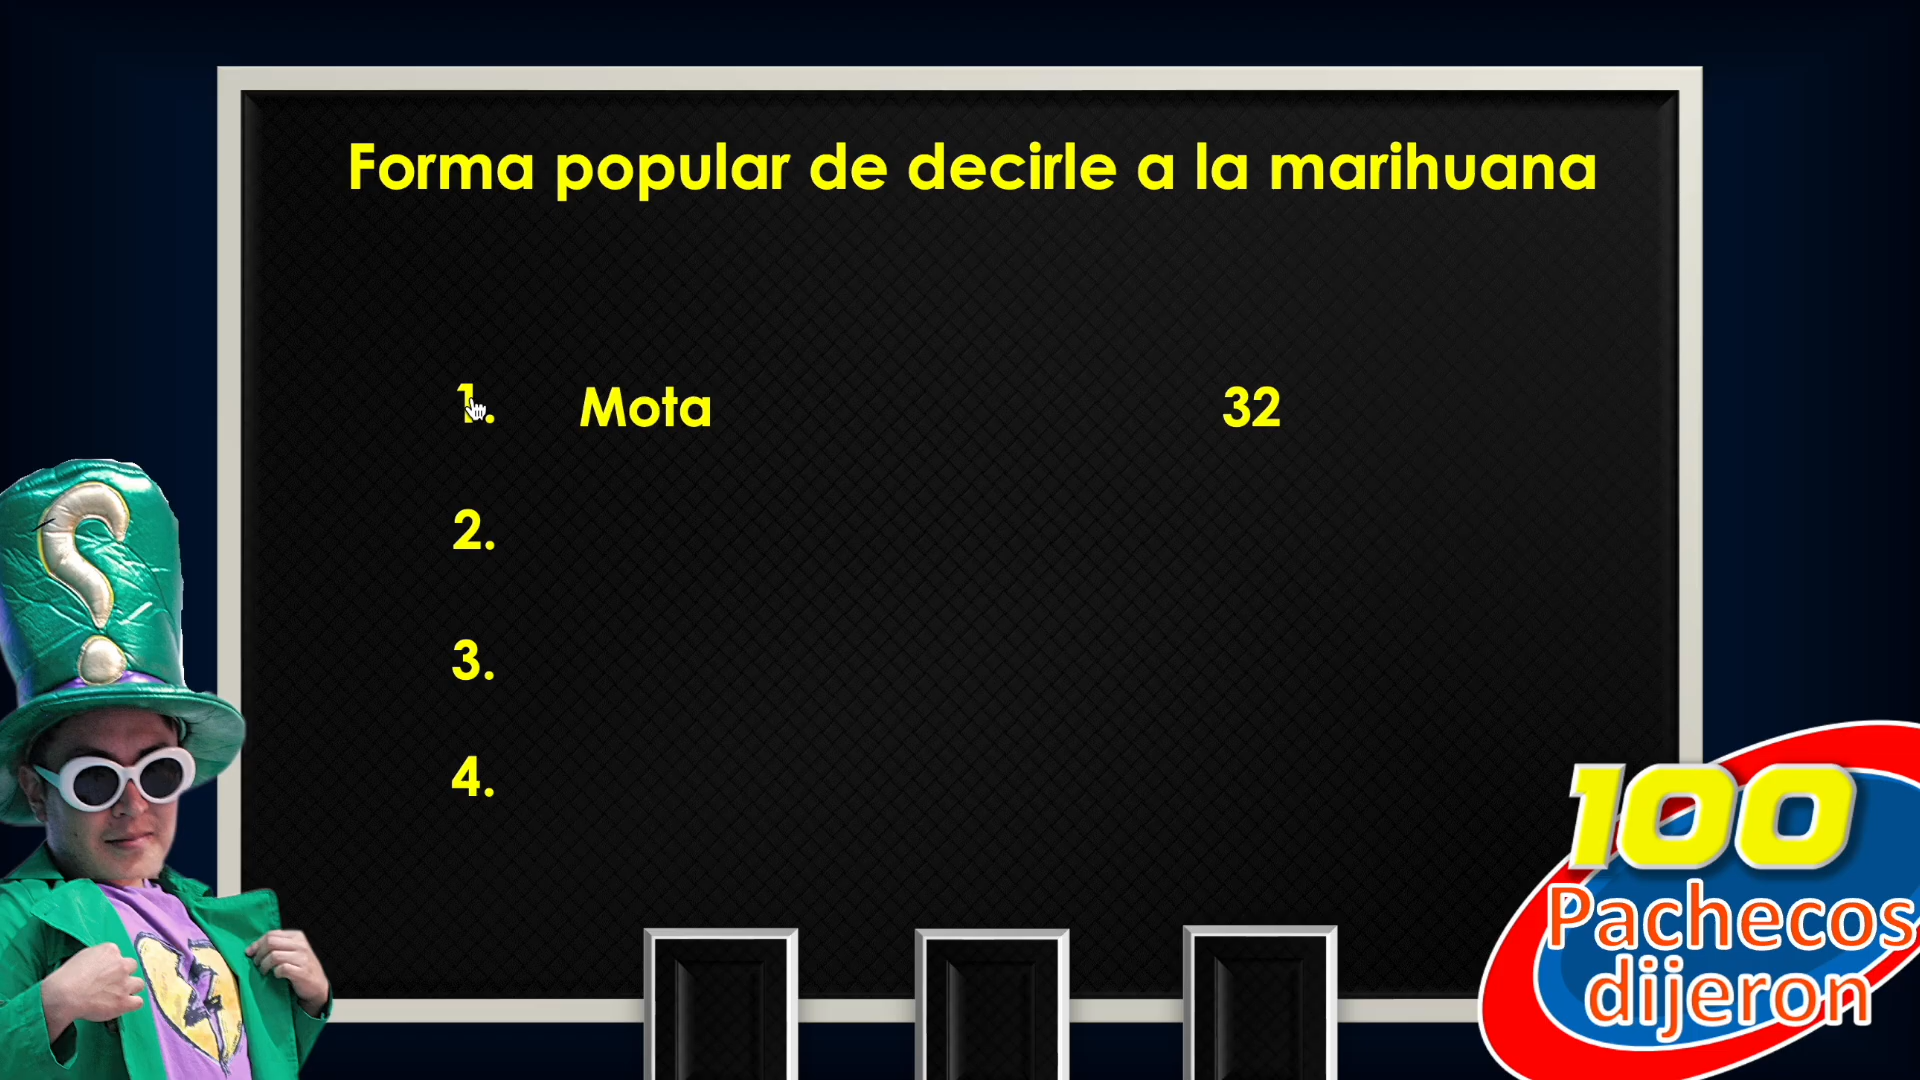 Forma popular de decirle a la marihuana
1. Mota 32
2.
3.
4.
100
Pachecos
dijeron